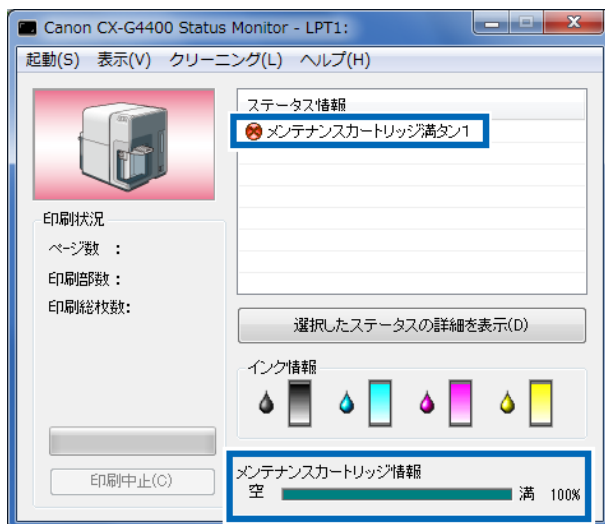 Canon CX-G4400 Status Monitor - LPT1:
起動(S) 表示(V) クリーニング(L) ヘルプ(H)
ステータス情報
メンテナンスカートリッジ満タン1
印刷状況
ページ数 :
印刷部数:
印刷総枚数:
選択したステータスの詳細を表示(D)
インク情報
印刷中止(C)
メンテナンスカートリッジ情報
空 満 100%